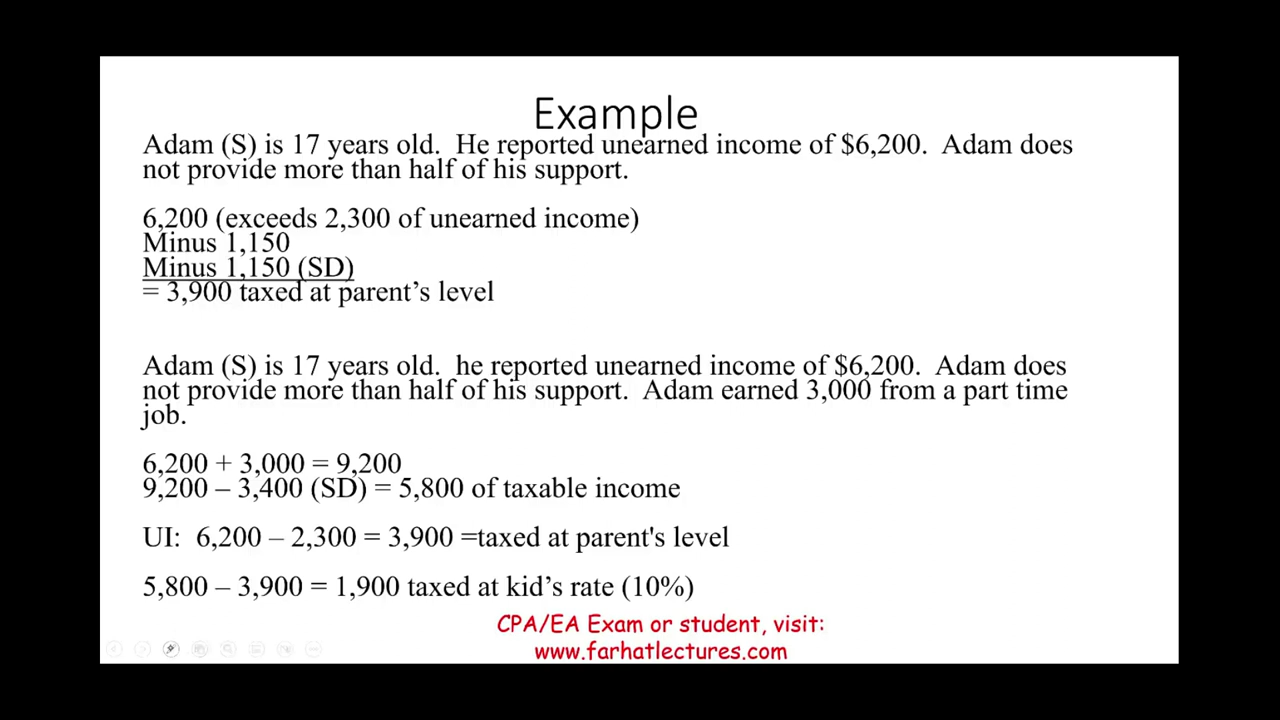 Example
Adam (S) is 17 years old.  He reported unearned income of $6,200.  Adam does
not provide more than half of his support.
6,200 (exceeds 2,300 of unearned income)
Minus 1,150
Minus 1,150 (SD)
= 3,900 taxed at parent’s level
Adam (S) is 17 years old.  he reported unearned income of $6,200.  Adam does
not provide more than half of his support.  Adam earned 3,000 from a part time
job.
6,200 + 3,000 = 9,200
9,200 – 3,400 (SD) = 5,800 of taxable income
UI:  6,200 – 2,300 = 3,900 =taxed at parent's level
5,800 – 3,900 = 1,900 taxed at kid’s rate (10%)
CPA/EA Exam or student, visit:
www.farhatlectures.com